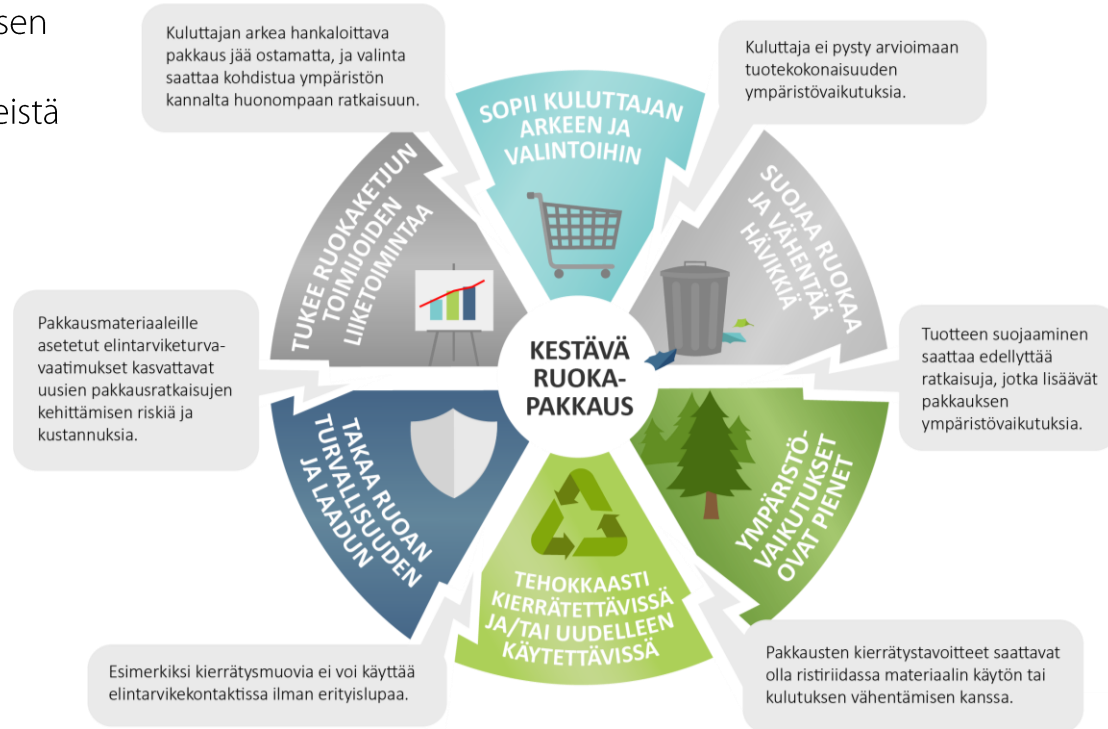 sen
eistä
Kuluttajan arkea hankaloittava
pakkaus jää ostamatta, ja valinta
saattaa kohdistua ympäristön
kannalta huonompaan ratkaisuun.
Kuluttaja ei pysty arvioimaan
tuotekokonaisuuden
ympäristövaikutuksia.
SOPII KULUTTAJAN
ARKEEN JA
VALINTOIHIN
TUKEE RUOKAKETJUN
TOIMIJOIDEN
LIIKETOIMINTAA
SUOJAA RUOKAA
JA VÄHENTÄÄ
HÄVIKKIÄ
Pakkausmateriaaleille
asetetut elintarviketurva-
vaatimukset kasvattavat
uusien pakkausratkaisujen
kehittämisen riskiä ja
kustannuksia.
KESTÄVÄ
RUOKA-
PAKKAUS
Tuotteen suojaaminen
saattaa edellyttää
ratkaisuja, jotka lisäävät
pakkauksen
ympäristövaikutuksia.
TAKAA RUOAN
TURVALLISUUDEN
JA LAADUN
YMPÄRISTÖ-
VAIKUTUKSET
OVAT PIENET
TEHOKKAASTI
KIERRÄTETTÄVISSÄ
JA/TAI UUDELLEEN
KÄYTETTÄVISSÄ
Esimerkiksi kierrätysmuovia ei voi käyttää
elintarvikekontaktissa ilman erityislupaa.
Pakkausten kierrätystavoitteet saattavat
olla ristiriidassa materiaalin käytön tai
kulutuksen vähentämisen kanssa.